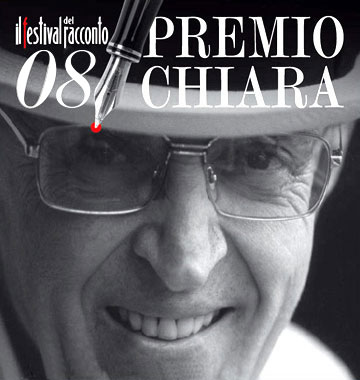 il festival del racconto
08
PREMIO
CHIARA